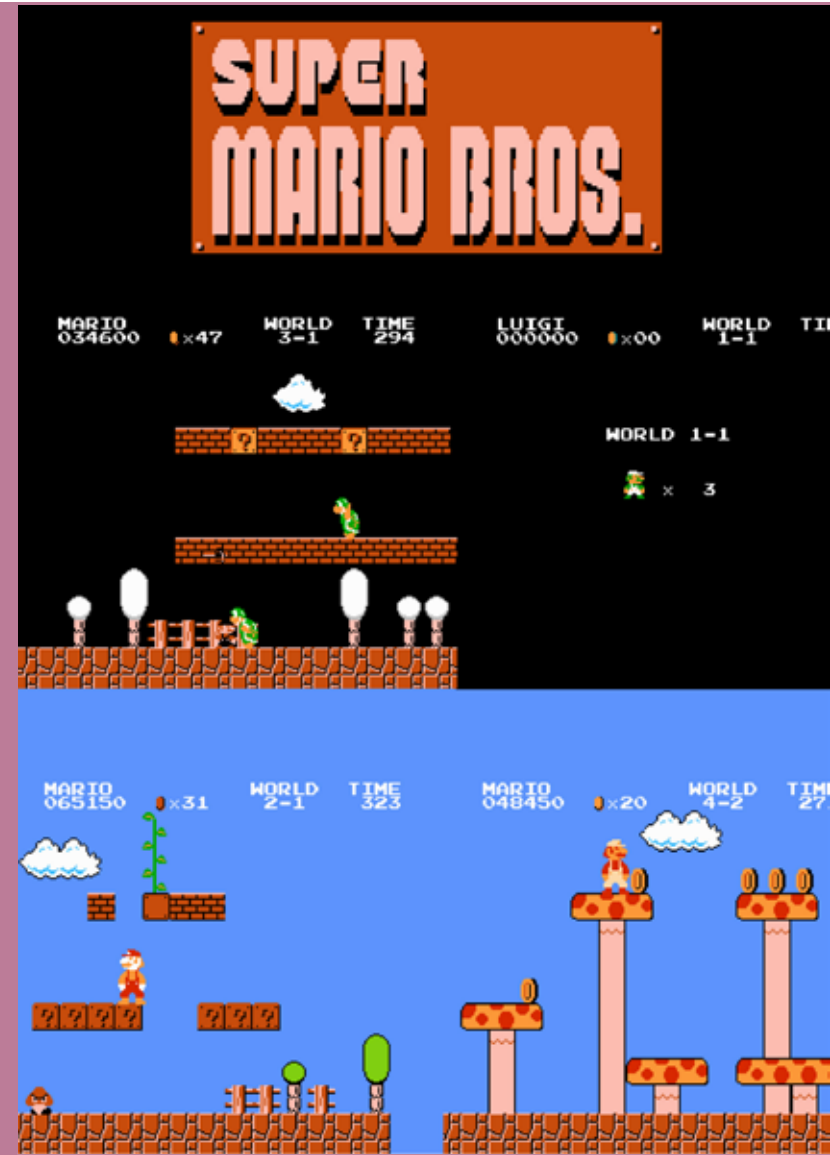 SUPER
MARIO BROS.
MARIO WORLD TIME
034600 ×47 3-1 294
LUIGI WORLD
000000 ×00 1-1
? ?
WORLD 1-1
× 3
MARIO WORLD TIME
065150 ×31 2-1 323
MARIO WORLD TIME
048450 ×20 4-2
? ? ? ? ? ? ?